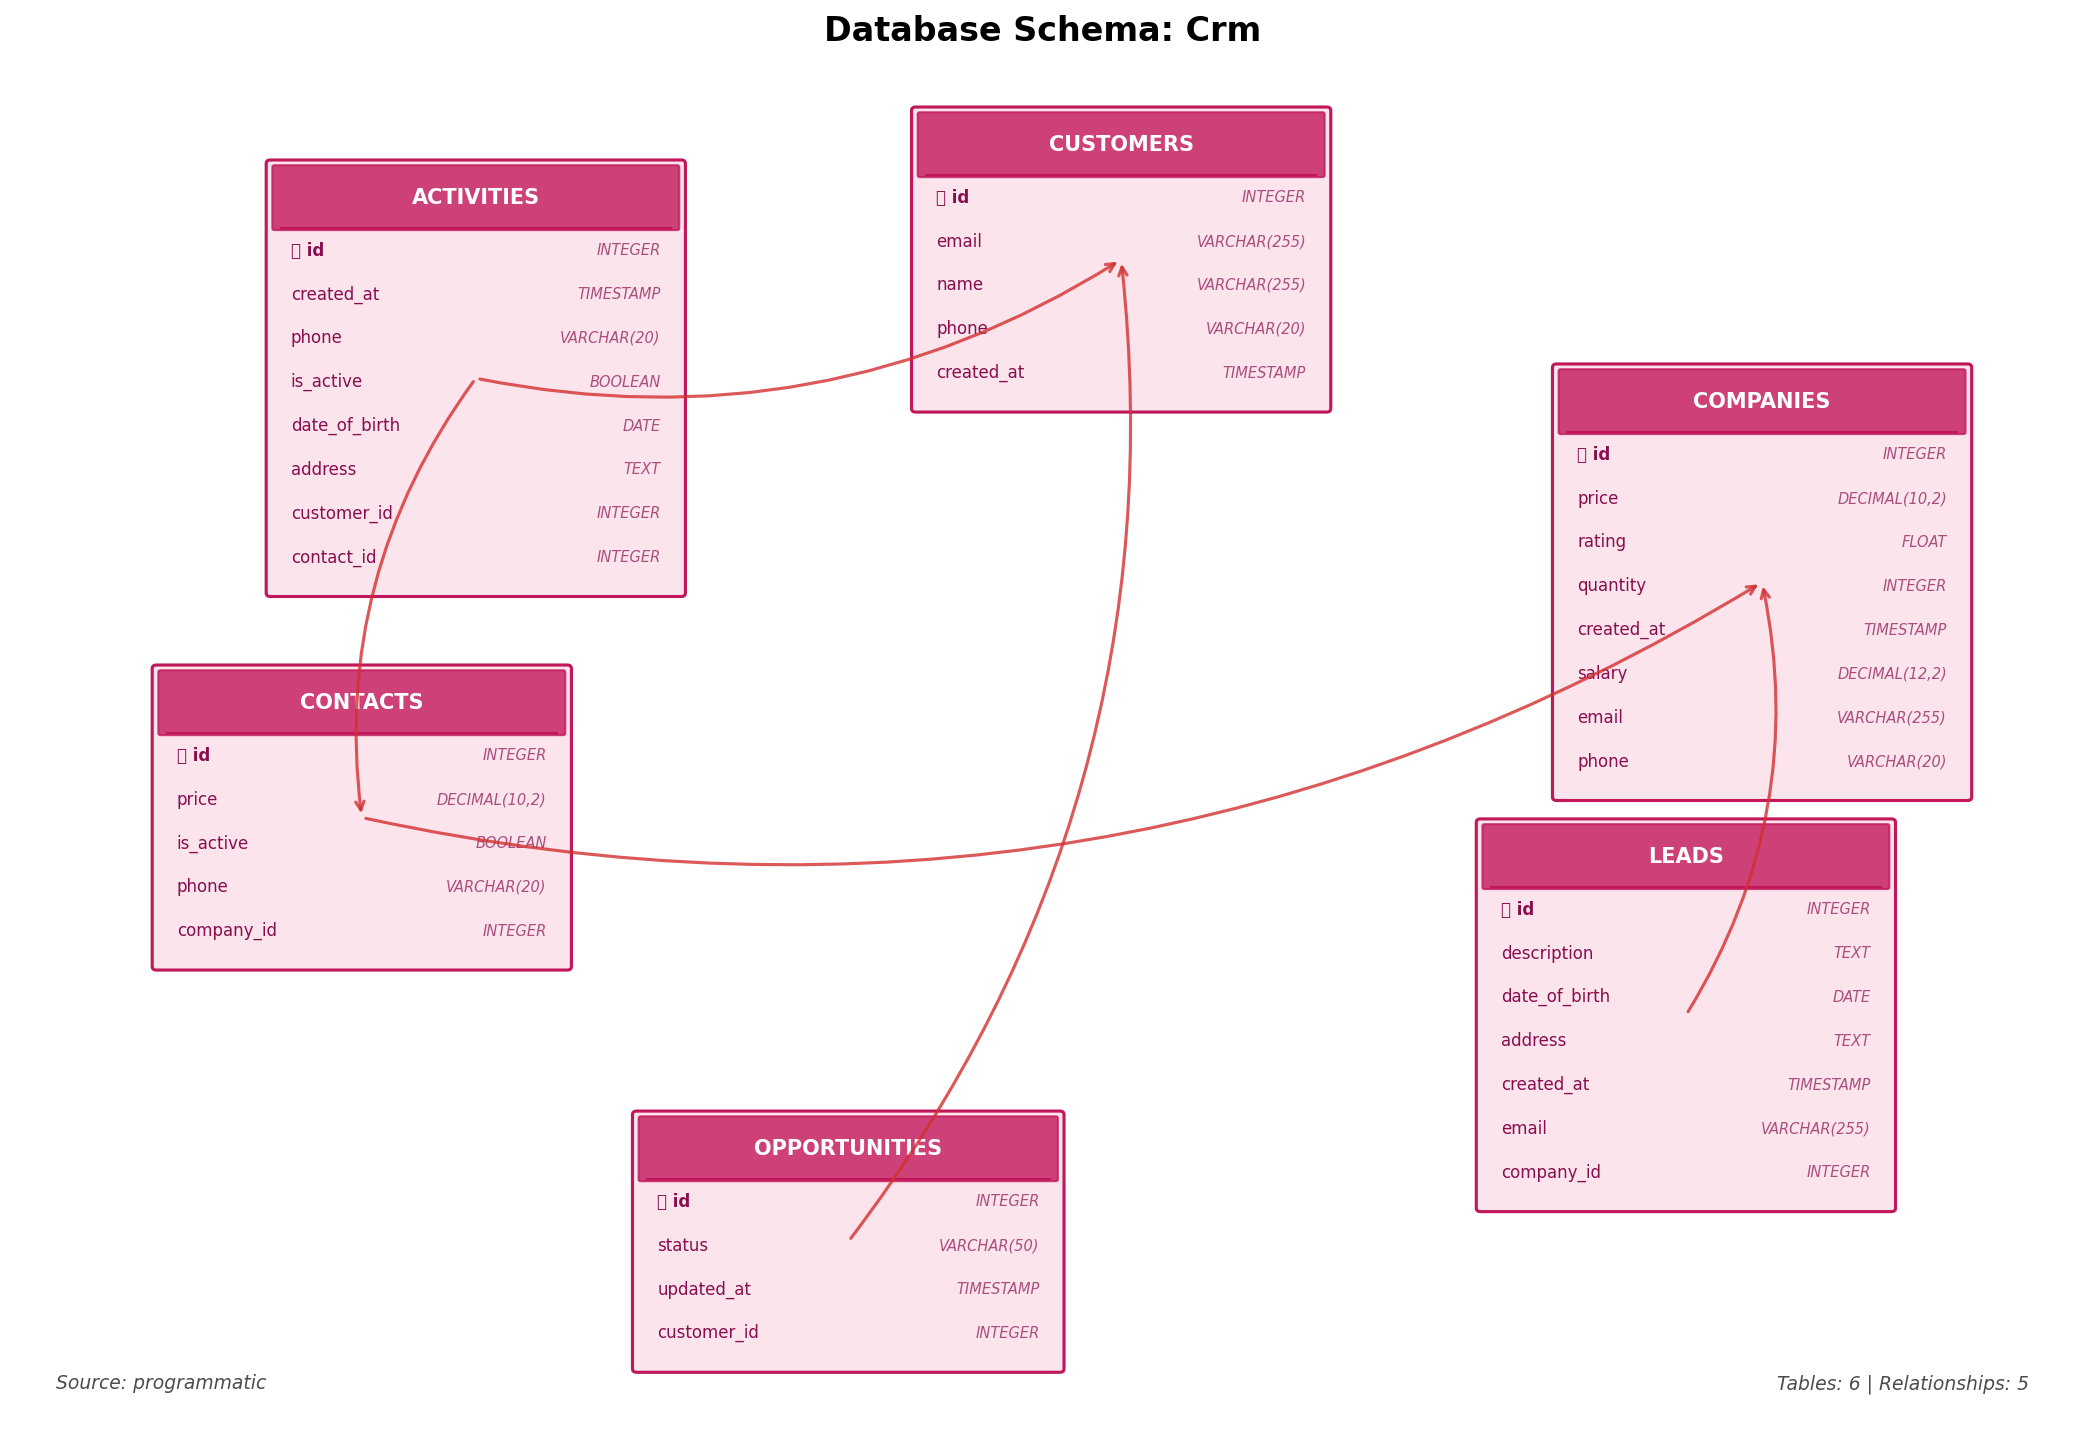 Database Schema: Crm
CUSTOMERS
id INTEGER
email VARCHAR(255)
name VARCHAR(255)
phone VARCHAR(20)
created_at TIMESTAMP
ACTIVITIES
id INTEGER
created_at TIMESTAMP
phone VARCHAR(20)
is_active BOOLEAN
date_of_birth DATE
address TEXT
customer_id INTEGER
contact_id INTEGER
COMPANIES
id INTEGER
price DECIMAL(10,2)
rating FLOAT
quantity INTEGER
created_at TIMESTAMP
salary DECIMAL(12,2)
email VARCHAR(255)
phone VARCHAR(20)
CONTACTS
id INTEGER
price DECIMAL(10,2)
is_active BOOLEAN
phone VARCHAR(20)
company_id INTEGER
LEADS
id INTEGER
description TEXT
date_of_birth DATE
address TEXT
created_at TIMESTAMP
email VARCHAR(255)
company_id INTEGER
OPPORTUNITIES
id INTEGER
status VARCHAR(50)
updated_at TIMESTAMP
customer_id INTEGER
Source: programmatic
Tables: 6 | Relationships: 5